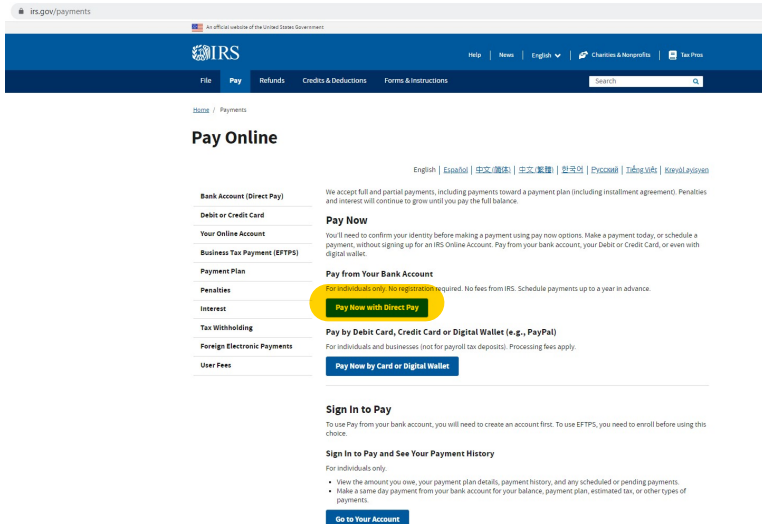 irs.gov/payments
An official website of the United States Government
IRS
Help | News | English | Charities & Nonprofits | Tax Pros
File Pay Refunds Credits & Deductions Forms & Instructions Search
Home / Payments
Pay Online
English | Español | 中文 (简体) | 中文 (繁體) | 한국어 | Русский | Tiếng Việt | Kreyòl ayisyen
Bank Account (Direct Pay)
Debit or Credit Card
Your Online Account
Business Tax Payment (EFTPS)
Payment Plan
Penalties
Interest
Tax Withholding
Foreign Electronic Payments
User Fees
We accept full and partial payments, including payments toward a payment plan (including installment agreement). Penalties
and interest will continue to grow until you pay the full balance.
Pay Now
You'll need to confirm your identity before making a payment using pay now options. Make a payment today, or schedule a
payment, without signing up for an IRS Online Account. Pay from your bank account, your Debit or Credit Card, or even with
digital wallet.
Pay from Your Bank Account
For individuals only. No registration required. No fees from IRS. Schedule payments up to a year in advance.
Pay Now with Direct Pay
Pay by Debit Card, Credit Card or Digital Wallet (e.g., PayPal)
For individuals and businesses (not for payroll tax deposits). Processing fees apply.
Pay Now by Card or Digital Wallet
Sign In to Pay
To use Pay from your bank account, you will need to create an account first. To use EFTPS, you need to enroll before using this
choice.
Sign In to Pay and See Your Payment History
For individuals only.
• View the amount you owe, your payment plan details, payment history, and any scheduled or pending payments.
• Make a same day payment from your bank account for your balance, payment plan, estimated tax, or other types of
payments.
Go to Your Account